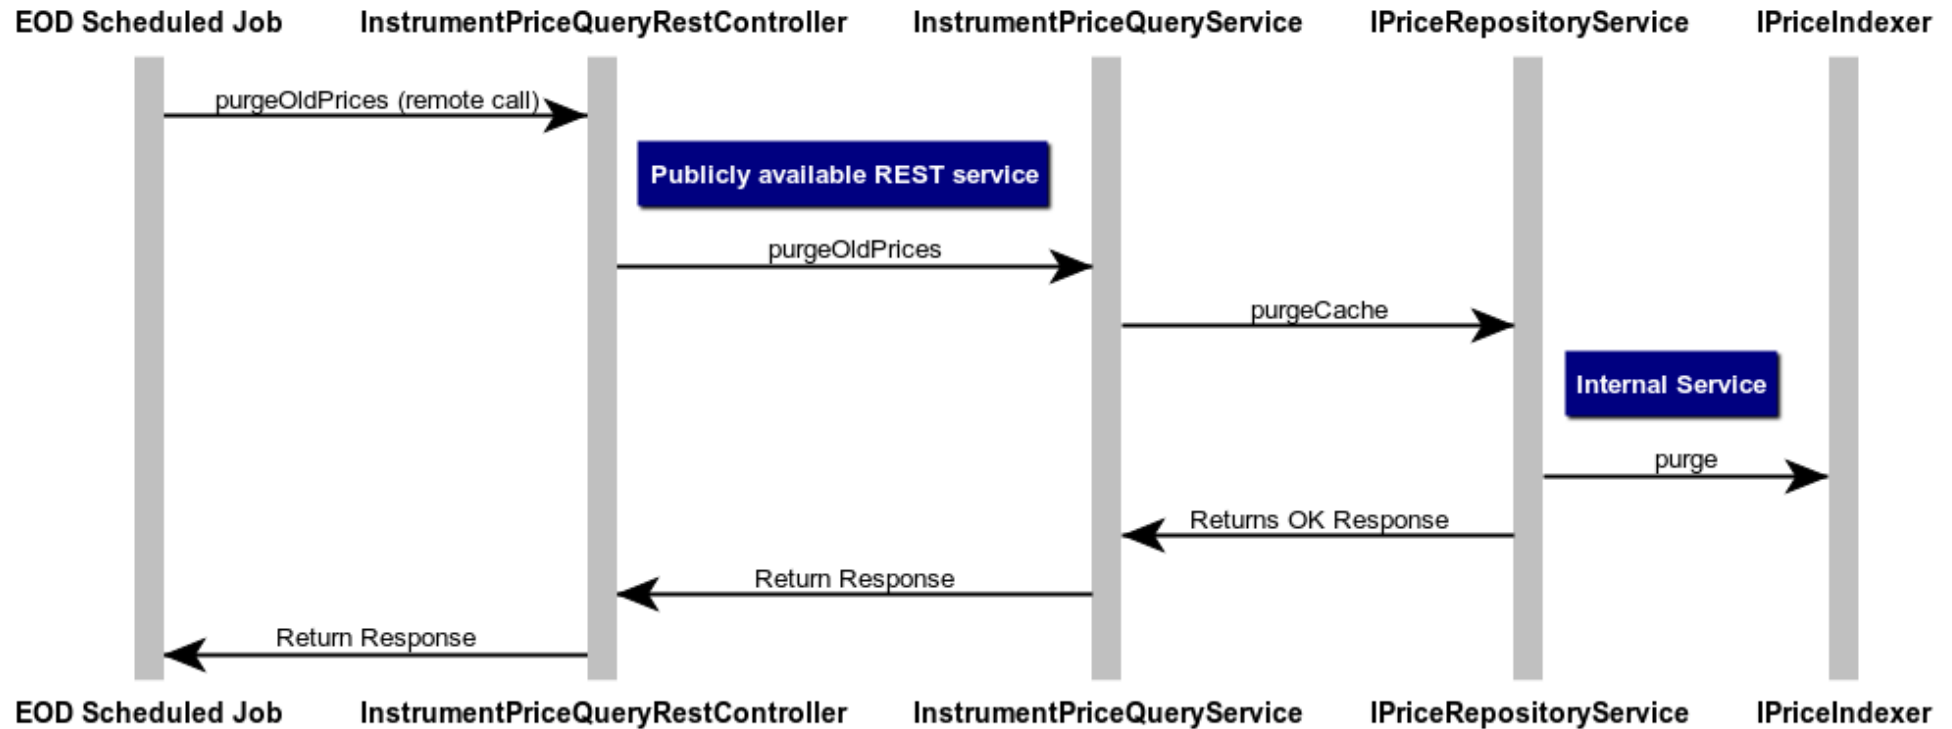 EOD Scheduled Job InstrumentPriceQueryRestController InstrumentPriceQueryService IPriceRepositoryService IPriceIndexer
purgeOldPrices (remote call)
Publicly available REST service
purgeOldPrices
purgeCache
Internal Service
purge
Returns OK Response
Return Response
Return Response
EOD Scheduled Job InstrumentPriceQueryRestController InstrumentPriceQueryService IPriceRepositoryService IPriceIndexer